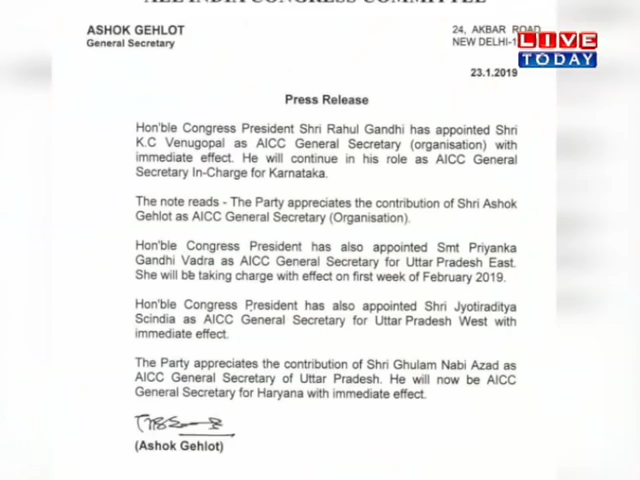 ALL INDIA CONGRESS COMMITTEE
ASHOK GEHLOT
General Secretary
24, AKBAR ROAD
NEW DELHI-1
LIVE
TODAY
23.1.2019
Press Release
Hon'ble Congress President Shri Rahul Gandhi has appointed Shri
K.C Venugopal as AICC General Secretary (organisation) with
immediate effect. He will continue in his role as AICC General
Secretary In-Charge for Karnataka.
The note reads - The Party appreciates the contribution of Shri Ashok
Gehlot as AICC General Secretary (Organisation).
Hon'ble Congress President has also appointed Smt Priyanka
Gandhi Vadra as AICC General Secretary for Uttar Pradesh East.
She will be taking charge with effect on first week of February 2019.
Hon'ble Congress President has also appointed Shri Jyotiraditya
Scindia as AICC General Secretary for Uttar Pradesh West with
immediate effect.
The Party appreciates the contribution of Shri Ghulam Nabi Azad as
AICC General Secretary of Uttar Pradesh. He will now be AICC
General Secretary for Haryana with immediate effect.
(Ashok Gehlot)